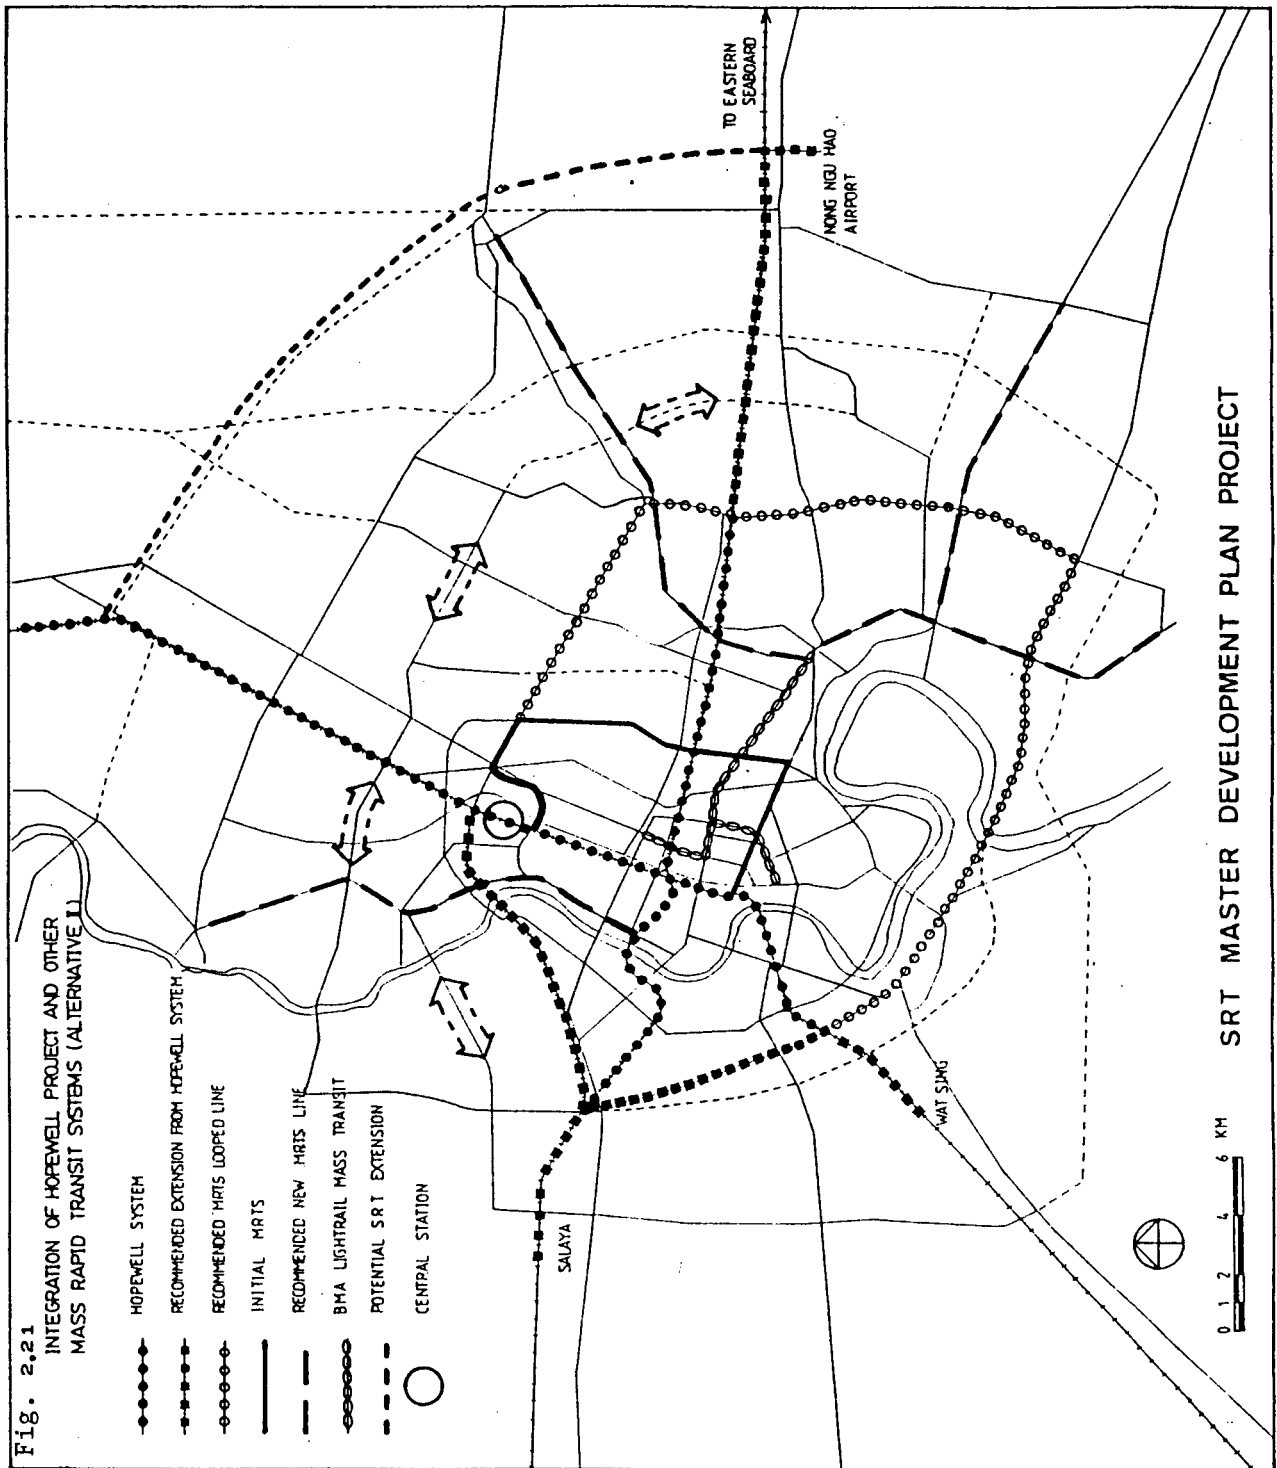 Fig. 2.21
INTEGRATION OF HOPEWELL PROJECT AND OTHER
MASS RAPID TRANSIT SYSTEMS (ALTERNATIVE II)
HOPEWELL SYSTEM
RECOMMENDED EXTENSION FROM HOPEWELL SYSTEM
RECOMMENDED MRTS LOOPED LINE
INITIAL MRTS
RECOMMENDED NEW MRTS LINE
BMA LIGHTRAIL MASS TRANSIT
POTENTIAL SRT EXTENSION
CENTRAL STATION
TO EASTERN
SEABOARD
NONG NGU HAO
AIRPORT
SALAYA
WAT SING
0 1 2 4 6 KM
SRT MASTER DEVELOPMENT PLAN PROJECT